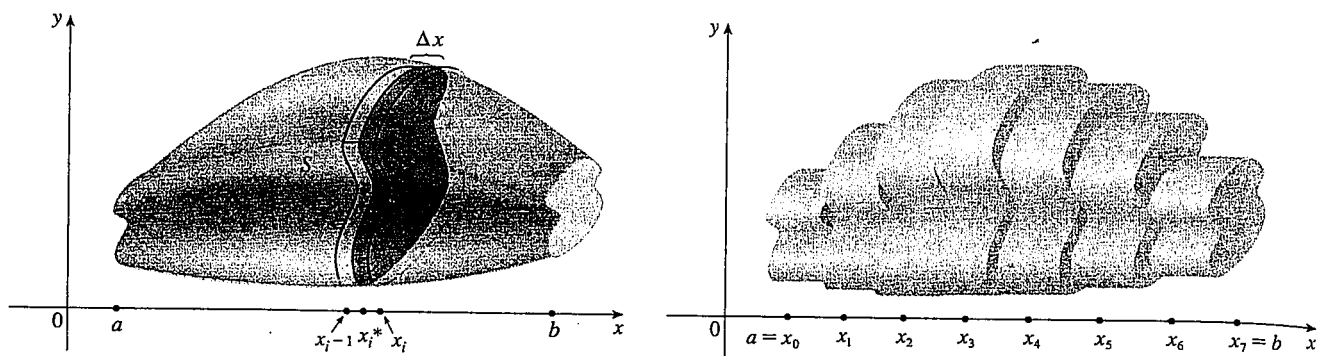 y
Δx
S
0
a
x_{i-1} x_i* x_i
b
x
y
0
a = x_0
x_1
x_2
x_3
x_4
x_5
x_6
x_7 = b
x